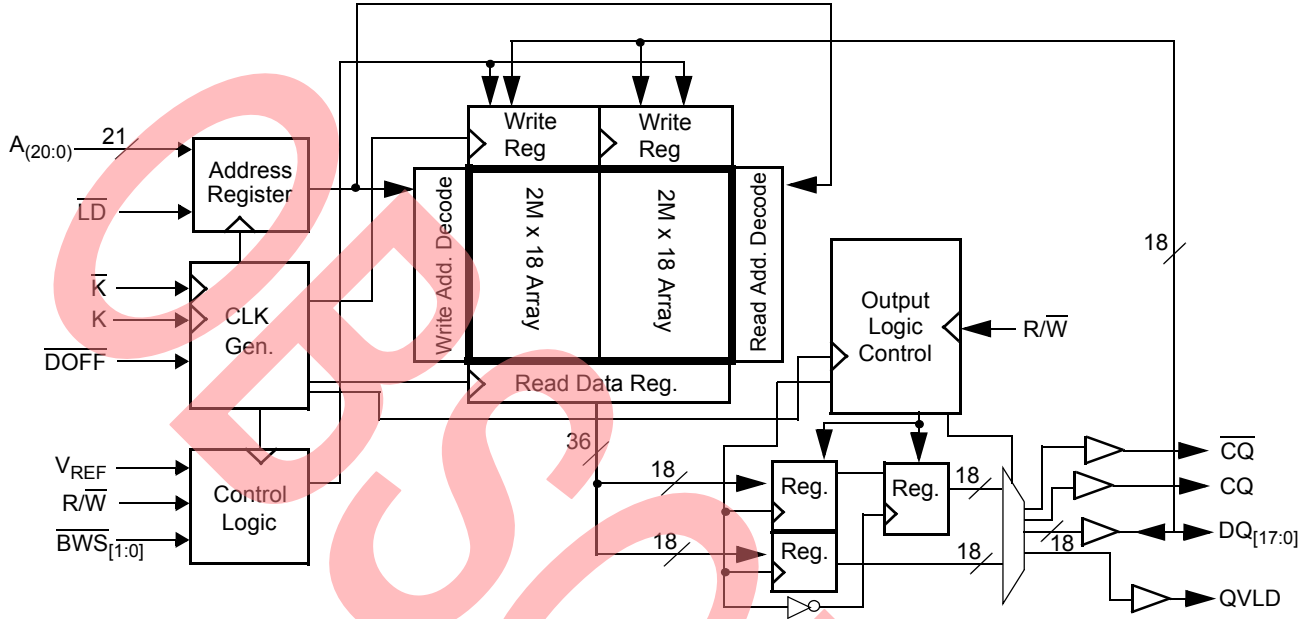 A(20:0)
21
LD
Address
Register
K
K
DOFF
CLK
Gen.
VREF
R/W
BWS[1:0]
Control
Logic
Write
Reg
Write
Reg
Write Add. Decode
2M x 18 Array
2M x 18 Array
Read Add. Decode
Read Data Reg.
Output
Logic
Control
R/W
18
36
18
18
Reg.
Reg.
Reg.
18
18
18
CQ
CQ
DQ[17:0]
QVLD
OBSO